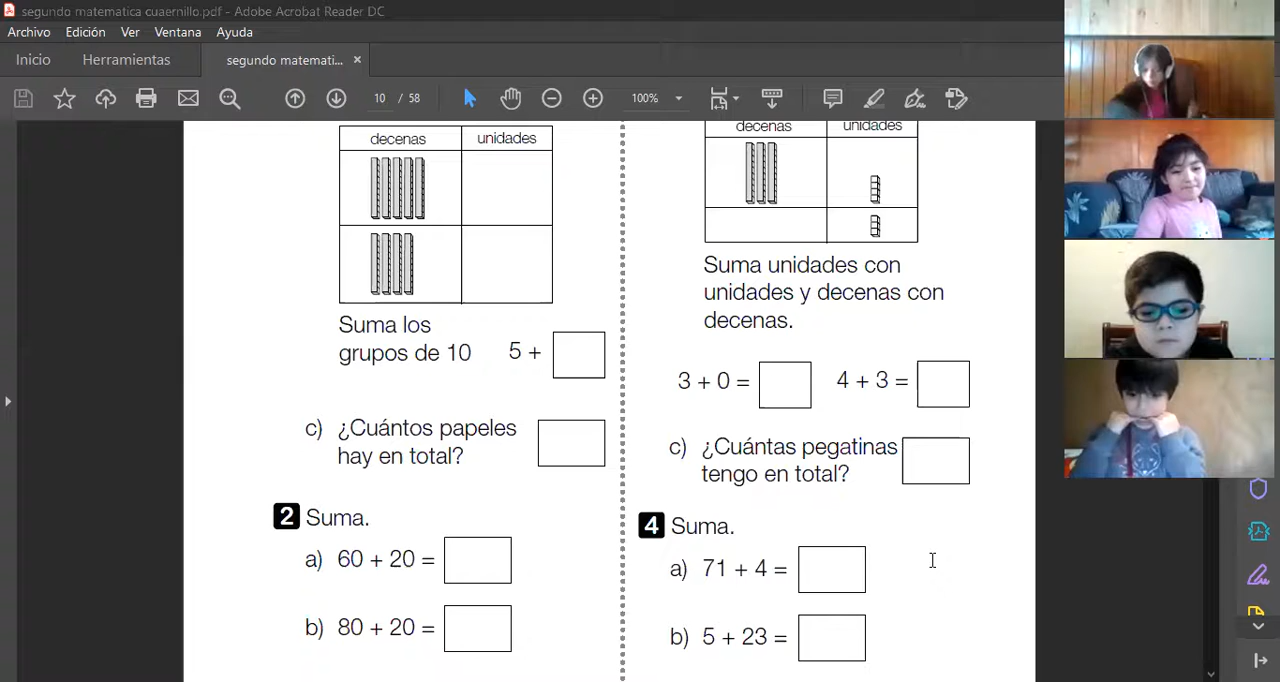 segundo matematica cuaernillo.pdf - Adobe Acrobat Reader DC
Archivo Edición Ver Ventana Ayuda
Inicio Herramientas segundo matemati... ×
10 / 58 100%
decenas unidades
Suma los
grupos de 10 5 +
c) ¿Cuántos papeles
hay en total?
2 Suma.
a) 60 + 20 =
b) 80 + 20 =
decenas unidades
Suma unidades con
unidades y decenas con
decenas.
3 + 0 = 4 + 3 =
c) ¿Cuántas pegatinas
tengo en total?
4 Suma.
a) 71 + 4 =
b) 5 + 23 =